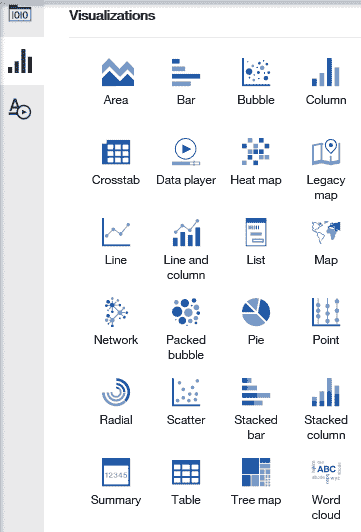 Visualizations
Area Bar Bubble Column
Crosstab Data player Heat map Legacy
map
Line Line and List Map
column
Network Packed Pie Point
bubble
Radial Scatter Stacked Stacked
bar column
12345
ABC
Summary Table Tree map Word
cloud